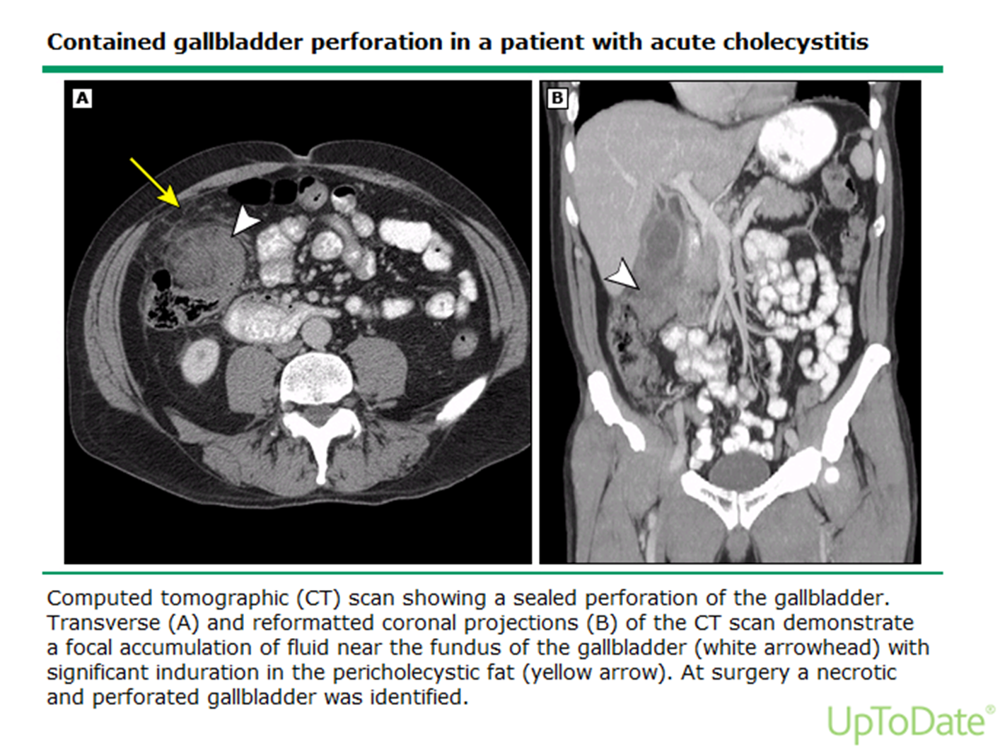 Contained gallbladder perforation in a patient with acute cholecystitis
A
B
Computed tomographic (CT) scan showing a sealed perforation of the gallbladder.
Transverse (A) and reformatted coronal projections (B) of the CT scan demonstrate
a focal accumulation of fluid near the fundus of the gallbladder (white arrowhead) with
significant induration in the pericholecystic fat (yellow arrow). At surgery a necrotic
and perforated gallbladder was identified.
UpToDate®